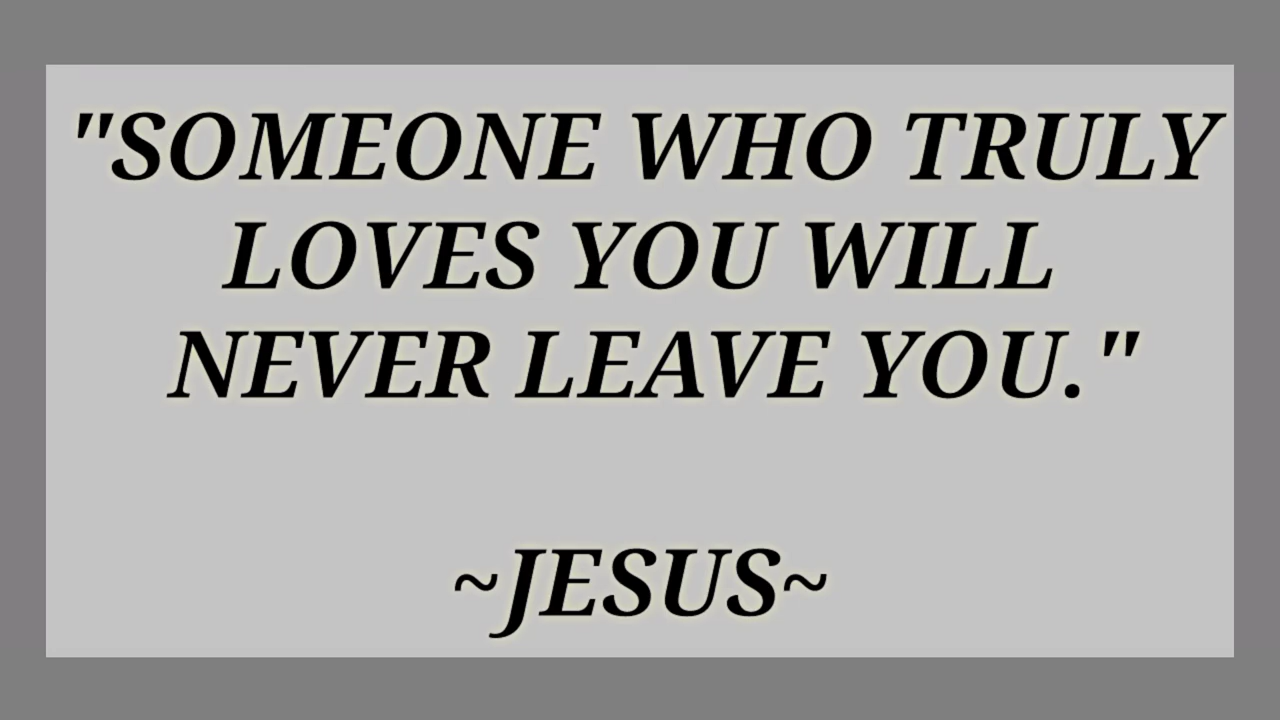 "SOMEONE WHO TRULY
LOVES YOU WILL
NEVER LEAVE YOU."
~JESUS~